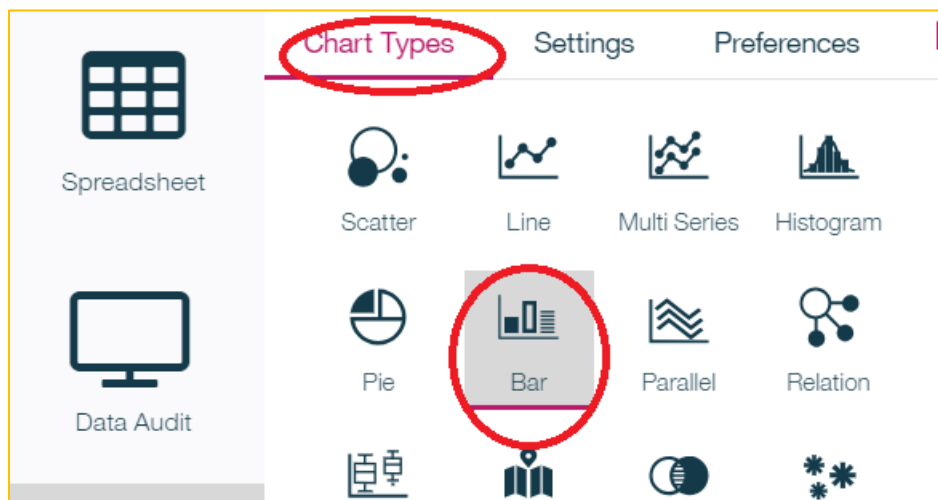 Chart Types Settings Preferences
Spreadsheet
Scatter Line Multi Series Histogram
Pie Bar Parallel Relation
Data Audit